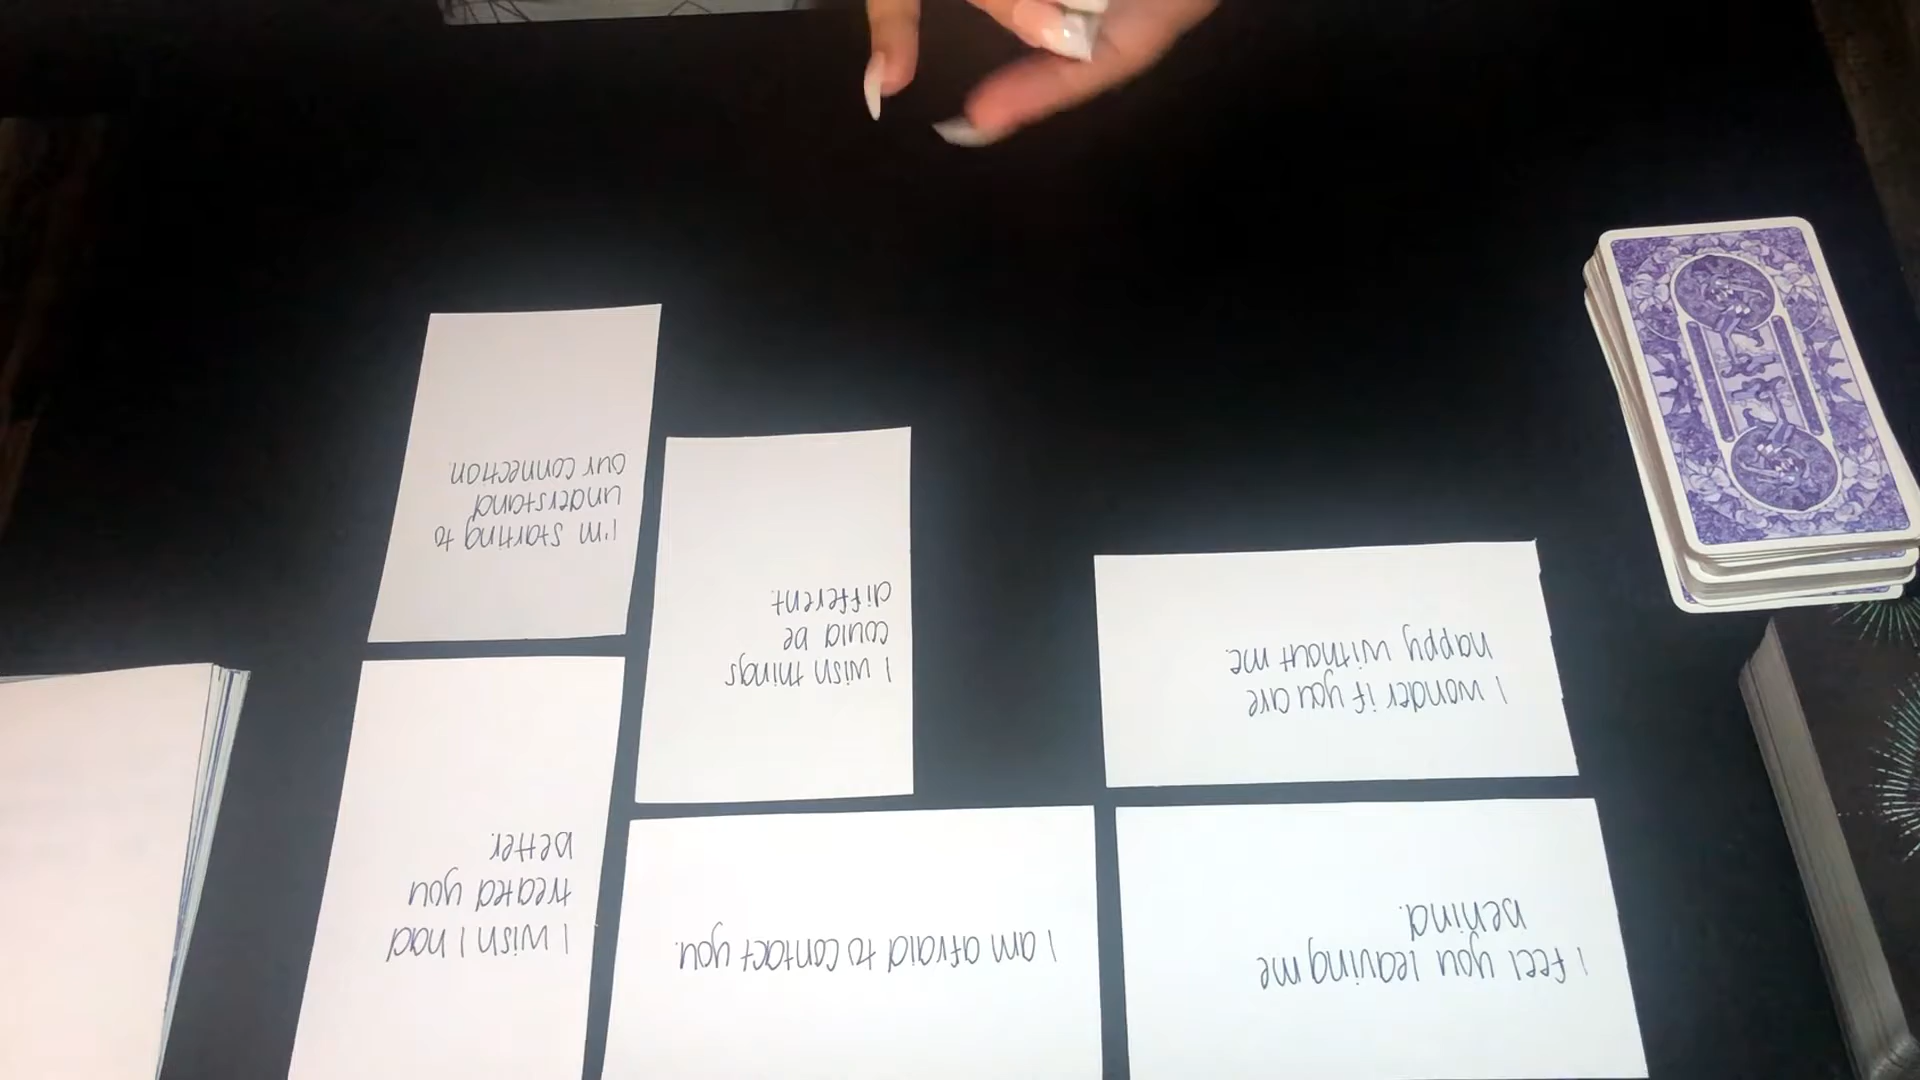 I feel you leaving me
behind.
I am afraid to contact you.
I wish I had
treated you
better.
I wonder if you are
happy without me.
I wish things
could be
different.
I'm starting to
understand
our connection.